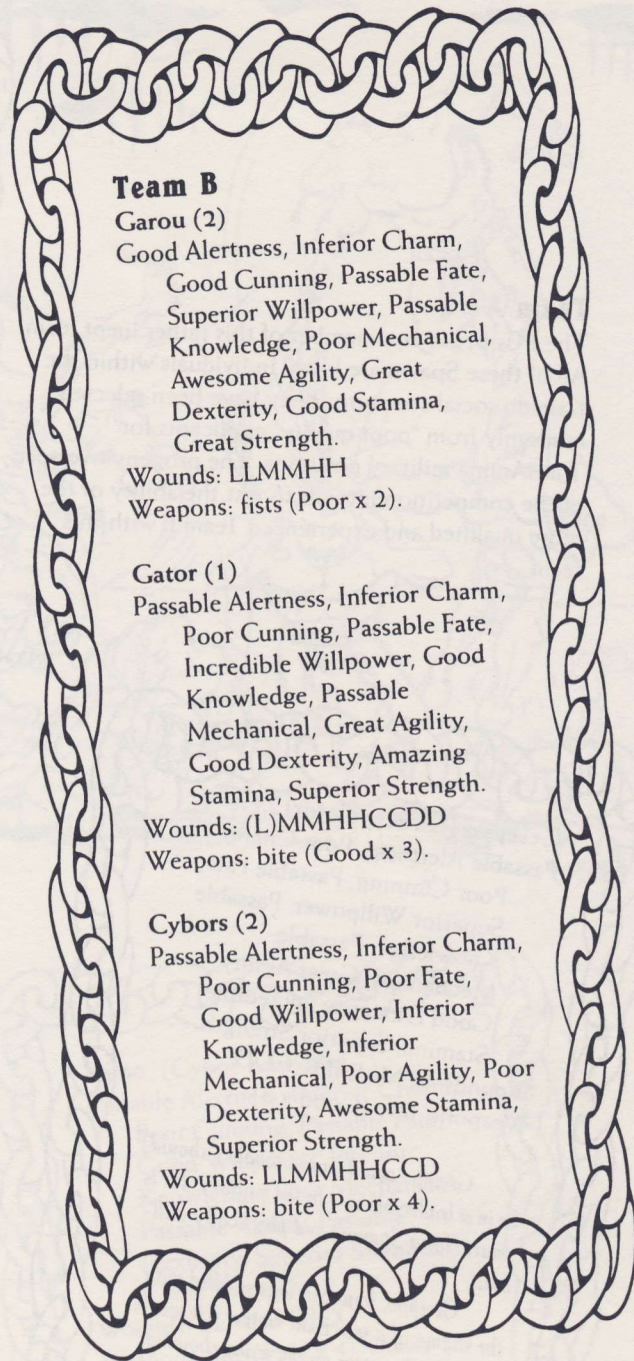 Team B
Garou (2)
Good Alertness, Inferior Charm,
Good Cunning, Passable Fate,
Superior Willpower, Passable
Knowledge, Poor Mechanical,
Awesome Agility, Great
Dexterity, Good Stamina,
Great Strength.
Wounds: LLMMHH
Weapons: fists (Poor x 2).
Gator (1)
Passable Alertness, Inferior Charm,
Poor Cunning, Passable Fate,
Incredible Willpower, Good
Knowledge, Passable
Mechanical, Great Agility,
Good Dexterity, Amazing
Stamina, Superior Strength.
Wounds: (L)MMHHCCDD
Weapons: bite (Good x 3).
Cybors (2)
Passable Alertness, Inferior Charm,
Poor Cunning, Poor Fate,
Good Willpower, Inferior
Knowledge, Inferior
Mechanical, Poor Agility, Poor
Dexterity, Awesome Stamina,
Superior Strength.
Wounds: LLMMHHCCD
Weapons: bite (Poor x 4).